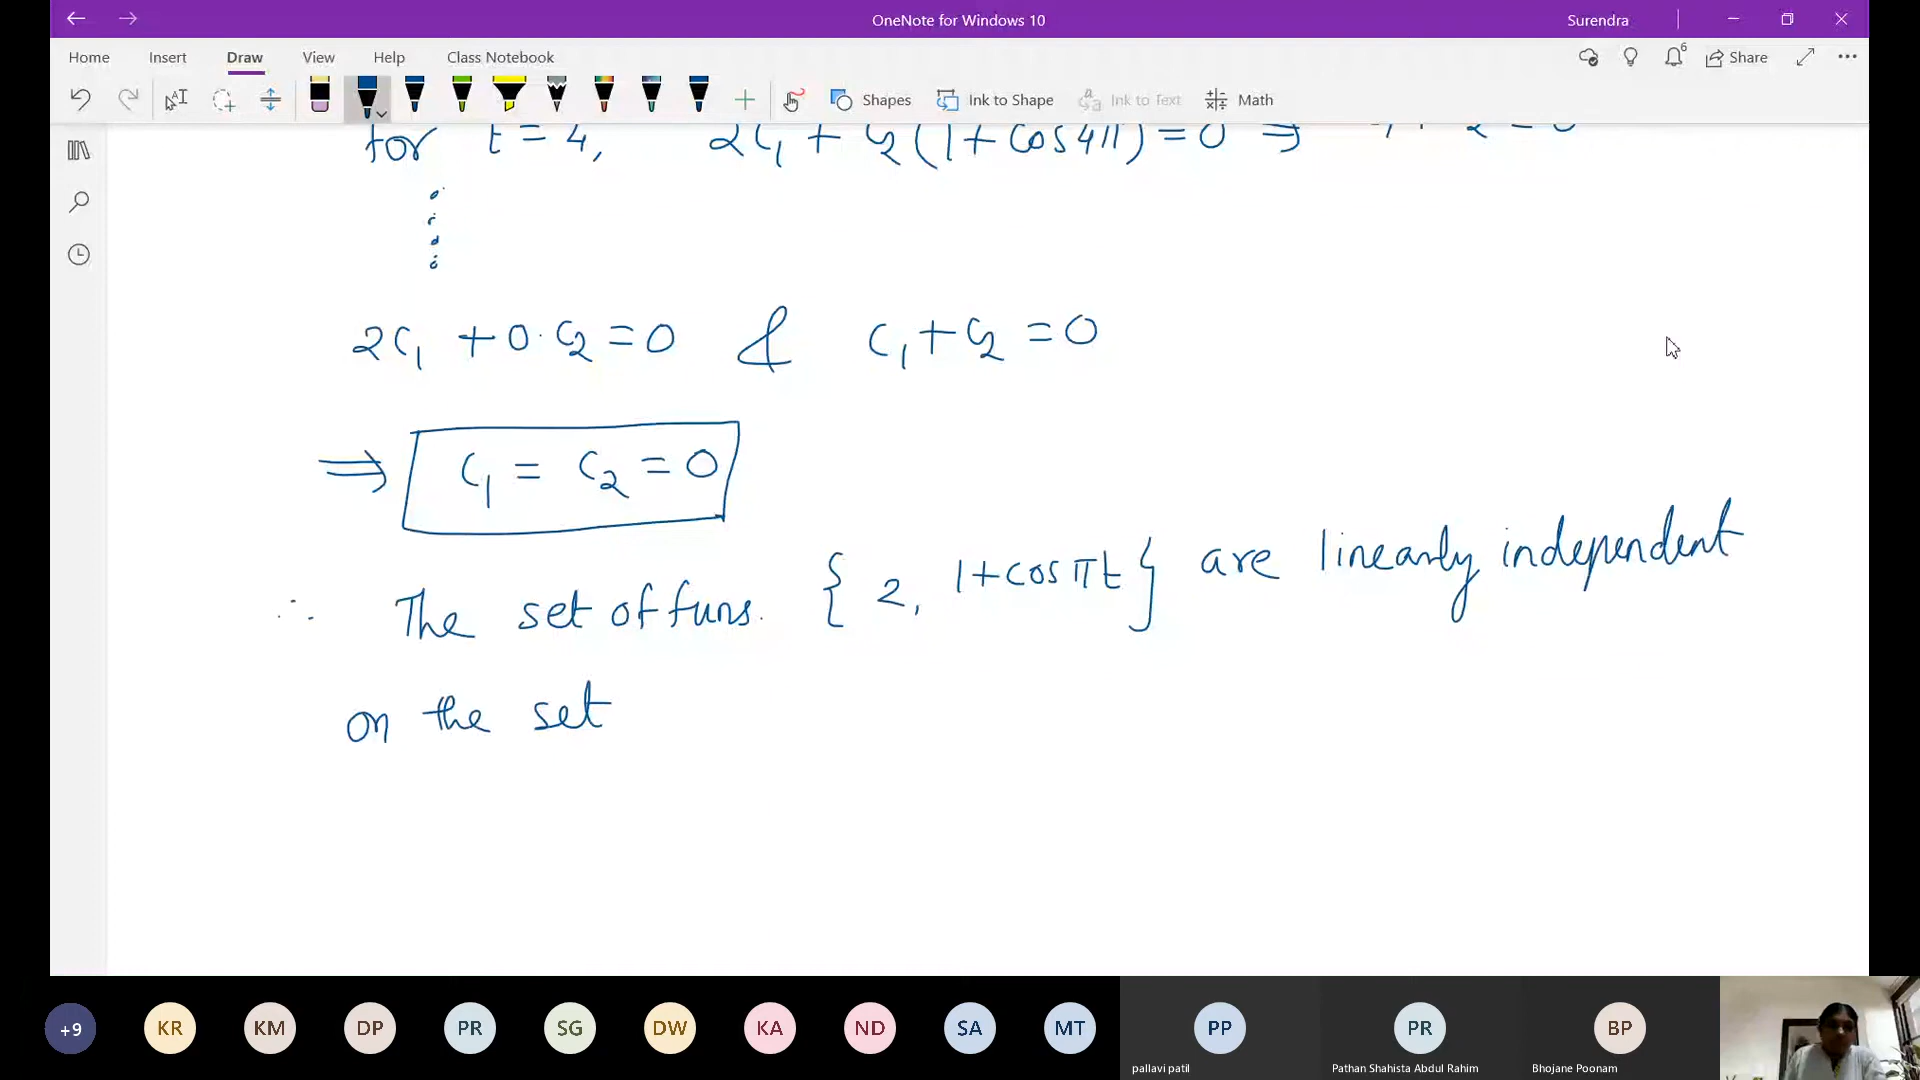 OneNote for Windows 10
Surendra
Home Insert Draw View Help Class Notebook
6
Share
Shapes Ink to Shape Ink to Text Math
for t = 4, 2C₁ + C₂ (1 + cos 4π) = 0 ⇒
2C₁ + 0·C₂ = 0 & C₁ + C₂ = 0
⇒ C₁ = C₂ = 0
∴ The set of funs. { 2, 1+cos πt } are linearly independent
on the set
+9 KR KM DP PR SG DW KA ND SA MT PP PR BP
pallavi patil Pathan Shahista Abdul Rahim Bhojane Poonam